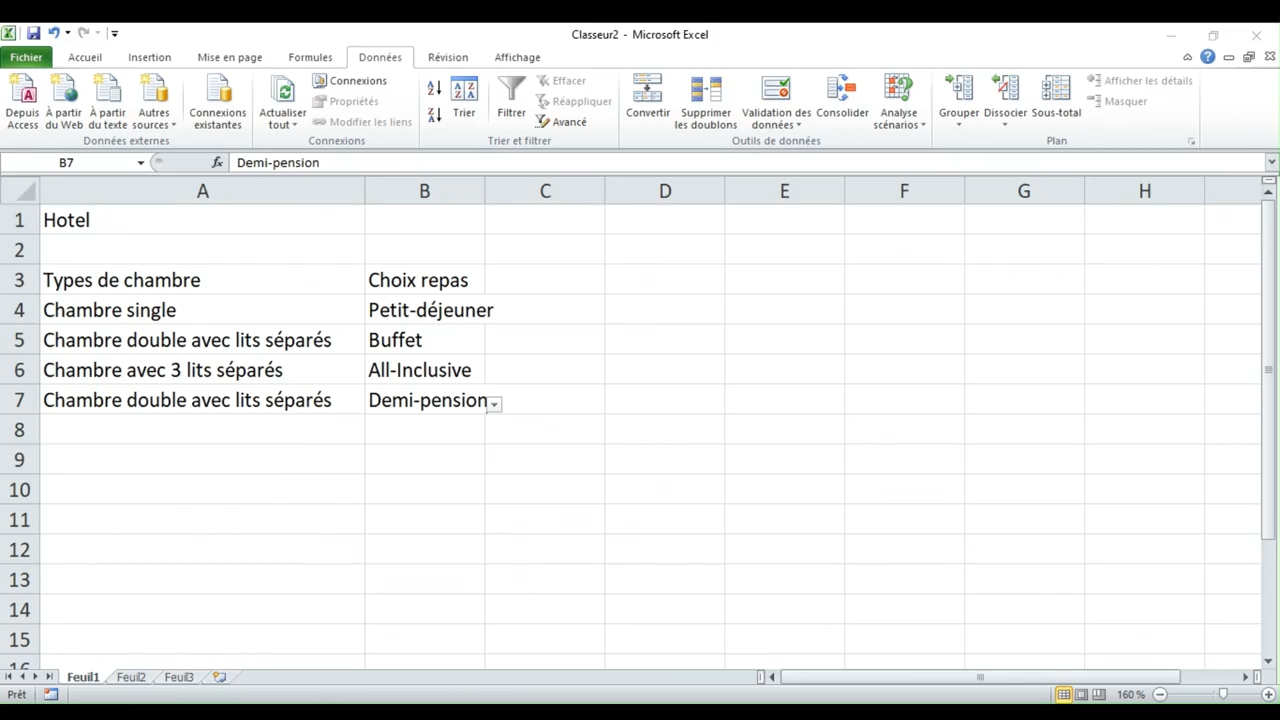 Classeur2 - Microsoft Excel
Fichier Accueil Insertion Mise en page Formules Données Révision Affichage
Depuis Access
À partir du Web
À partir du texte
Autres sources
Connexions existantes
Données externes
Actualiser tout
Connexions
Propriétés
Modifier les liens
Connexions
Trier
Filtrer
Effacer
Réappliquer
Avancé
Trier et filtrer
Convertir
Supprimer les doublons
Validation des données
Consolider
Analyse scénarios
Outils de données
Grouper
Dissocier
Sous-total
Afficher les détails
Masquer
Plan
B7 fx Demi-pension
A B C D E F G H
1 Hotel
2
3 Types de chambre Choix repas
4 Chambre single Petit-déjeuner
5 Chambre double avec lits séparés Buffet
6 Chambre avec 3 lits séparés All-Inclusive
7 Chambre double avec lits séparés Demi-pension
8
9
10
11
12
13
14
15
16
Feuil1 Feuil2 Feuil3
Prêt 160 %